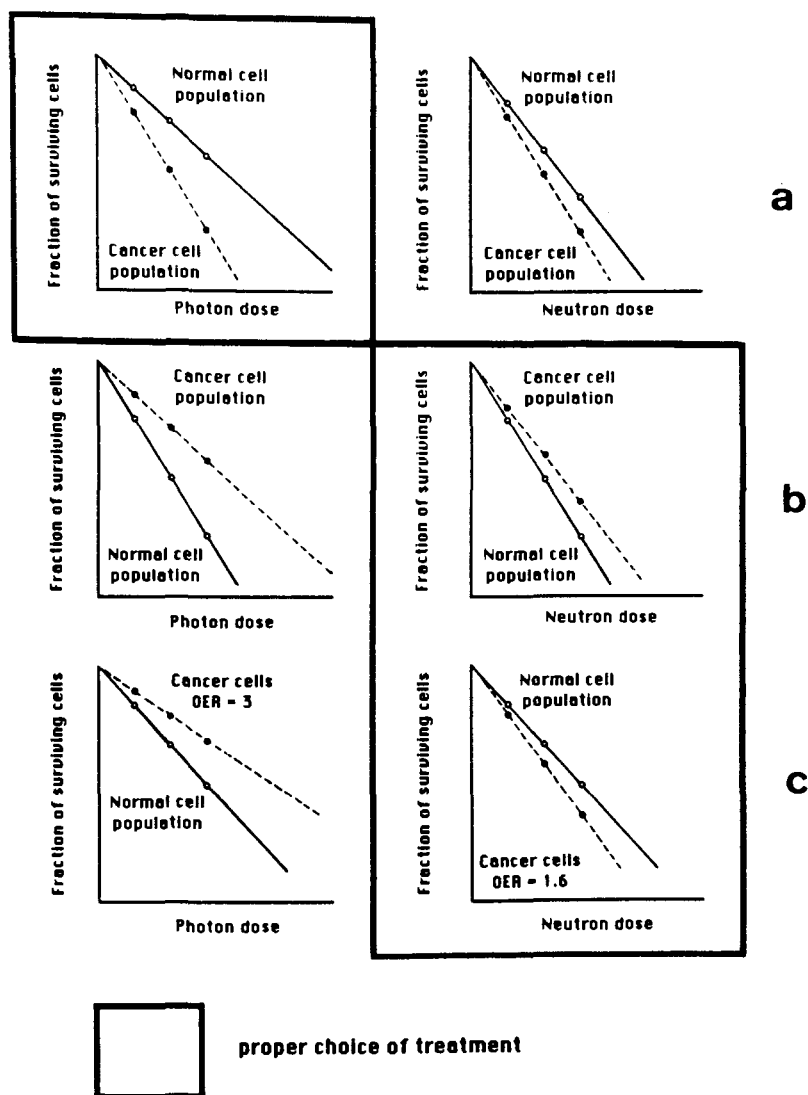 Fraction of surviving cells
Normal cell
population
Cancer cell
population
Photon dose
Fraction of surviving cells
Normal cell
population
Cancer cell
population
Neutron dose
a
Fraction of surviving cells
Cancer cell
population
Normal cell
population
Photon dose
Fraction of surviving cells
Cancer cell
population
Normal cell
population
Neutron dose
b
Fraction of surviving cells
Cancer cells
OER = 3
Normal cell
population
Photon dose
Fraction of surviving cells
Normal cell
population
Cancer cells
OER = 1.6
Neutron dose
c
proper choice of treatment